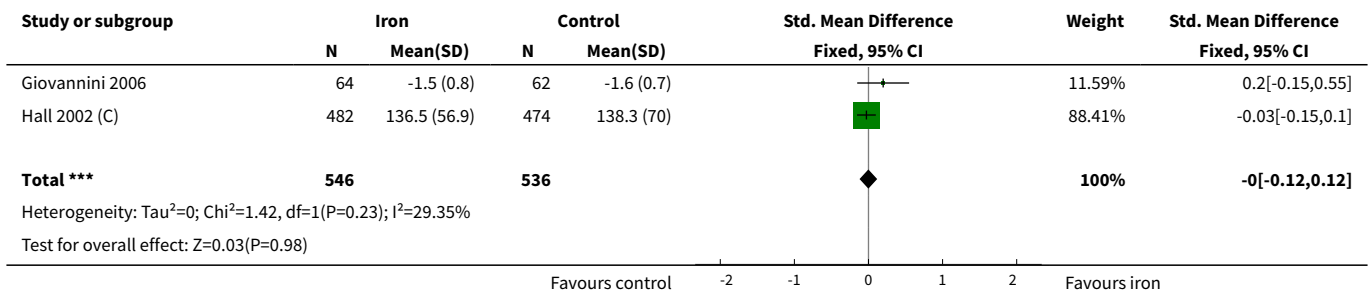 Study or subgroup Iron Control Std. Mean Difference Weight Std. Mean Difference
N Mean(SD) N Mean(SD) Fixed, 95% CI Fixed, 95% CI
Giovannini 2006 64 -1.5 (0.8) 62 -1.6 (0.7) 11.59% 0.2[-0.15,0.55]
Hall 2002 (C) 482 136.5 (56.9) 474 138.3 (70) 88.41% -0.03[-0.15,0.1]
Total *** 546 536 100% -0[-0.12,0.12]
Heterogeneity: Tau²=0; Chi²=1.42, df=1(P=0.23); I²=29.35%
Test for overall effect: Z=0.03(P=0.98)
Favours control -2 -1 0 1 2 Favours iron